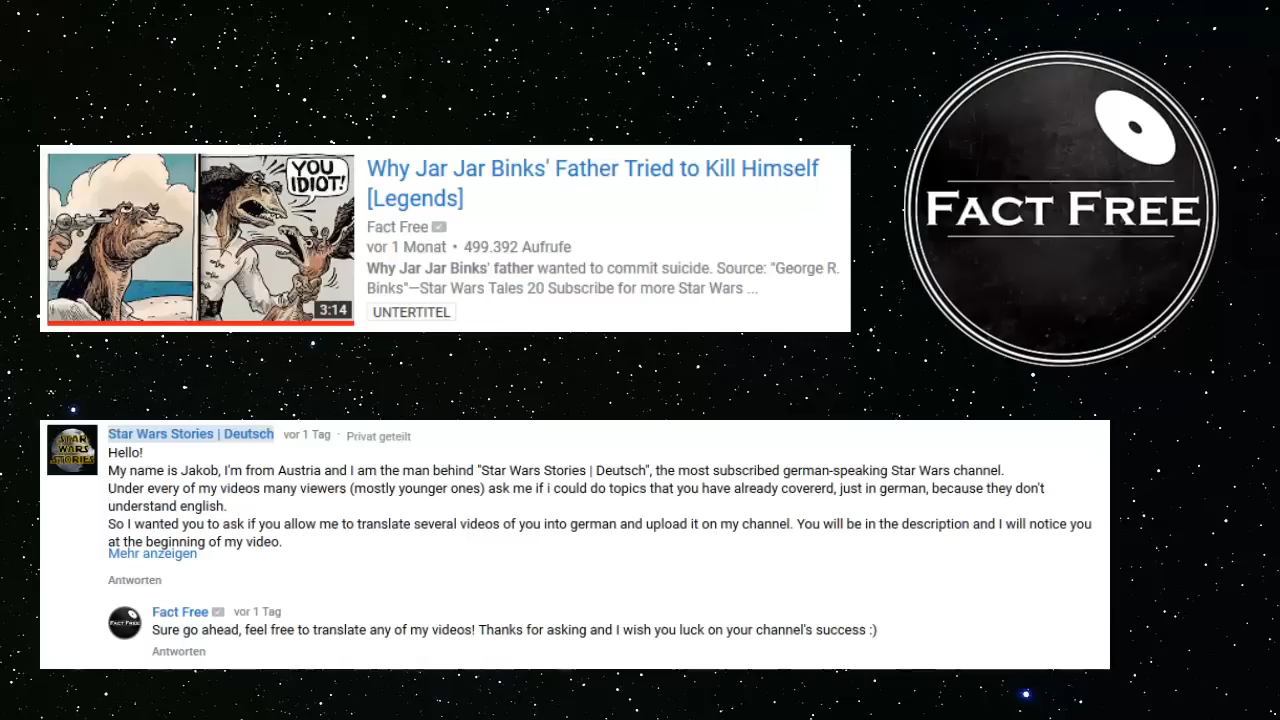 YOU
IDIOT!
3:14
Why Jar Jar Binks' Father Tried to Kill Himself
[Legends]
Fact Free
vor 1 Monat • 499.392 Aufrufe
Why Jar Jar Binks' father wanted to commit suicide. Source: "George R.
Binks"—Star Wars Tales 20 Subscribe for more Star Wars ...
UNTERTITEL
FACT FREE
STAR
WARS
STORIES
Star Wars Stories | Deutsch vor 1 Tag · Privat geteilt
Hello!
My name is Jakob, I'm from Austria and I am the man behind "Star Wars Stories | Deutsch", the most subscribed german-speaking Star Wars channel.
Under every of my videos many viewers (mostly younger ones) ask me if i could do topics that you have already covererd, just in german, because they don't
understand english.
So I wanted you to ask if you allow me to translate several videos of you into german and upload it on my channel. You will be in the description and I will notice you
at the beginning of my video.
Mehr anzeigen
Antworten
FACT FREE
Fact Free vor 1 Tag
Sure go ahead, feel free to translate any of my videos! Thanks for asking and I wish you luck on your channel's success :)
Antworten